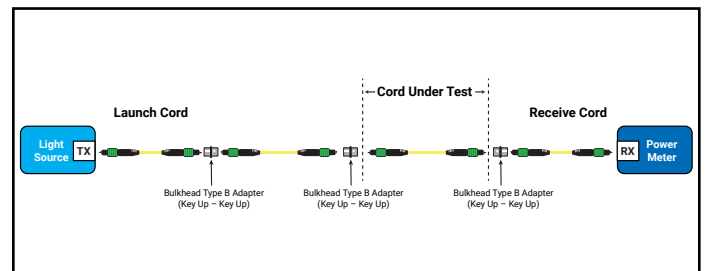 Cord Under Test
Launch Cord
Receive Cord
Light
Source
TX
RX
Power
Meter
Bulkhead Type B Adapter
(Key Up – Key Up)
Bulkhead Type B Adapter
(Key Up – Key Up)
Bulkhead Type B Adapter
(Key Up – Key Up)